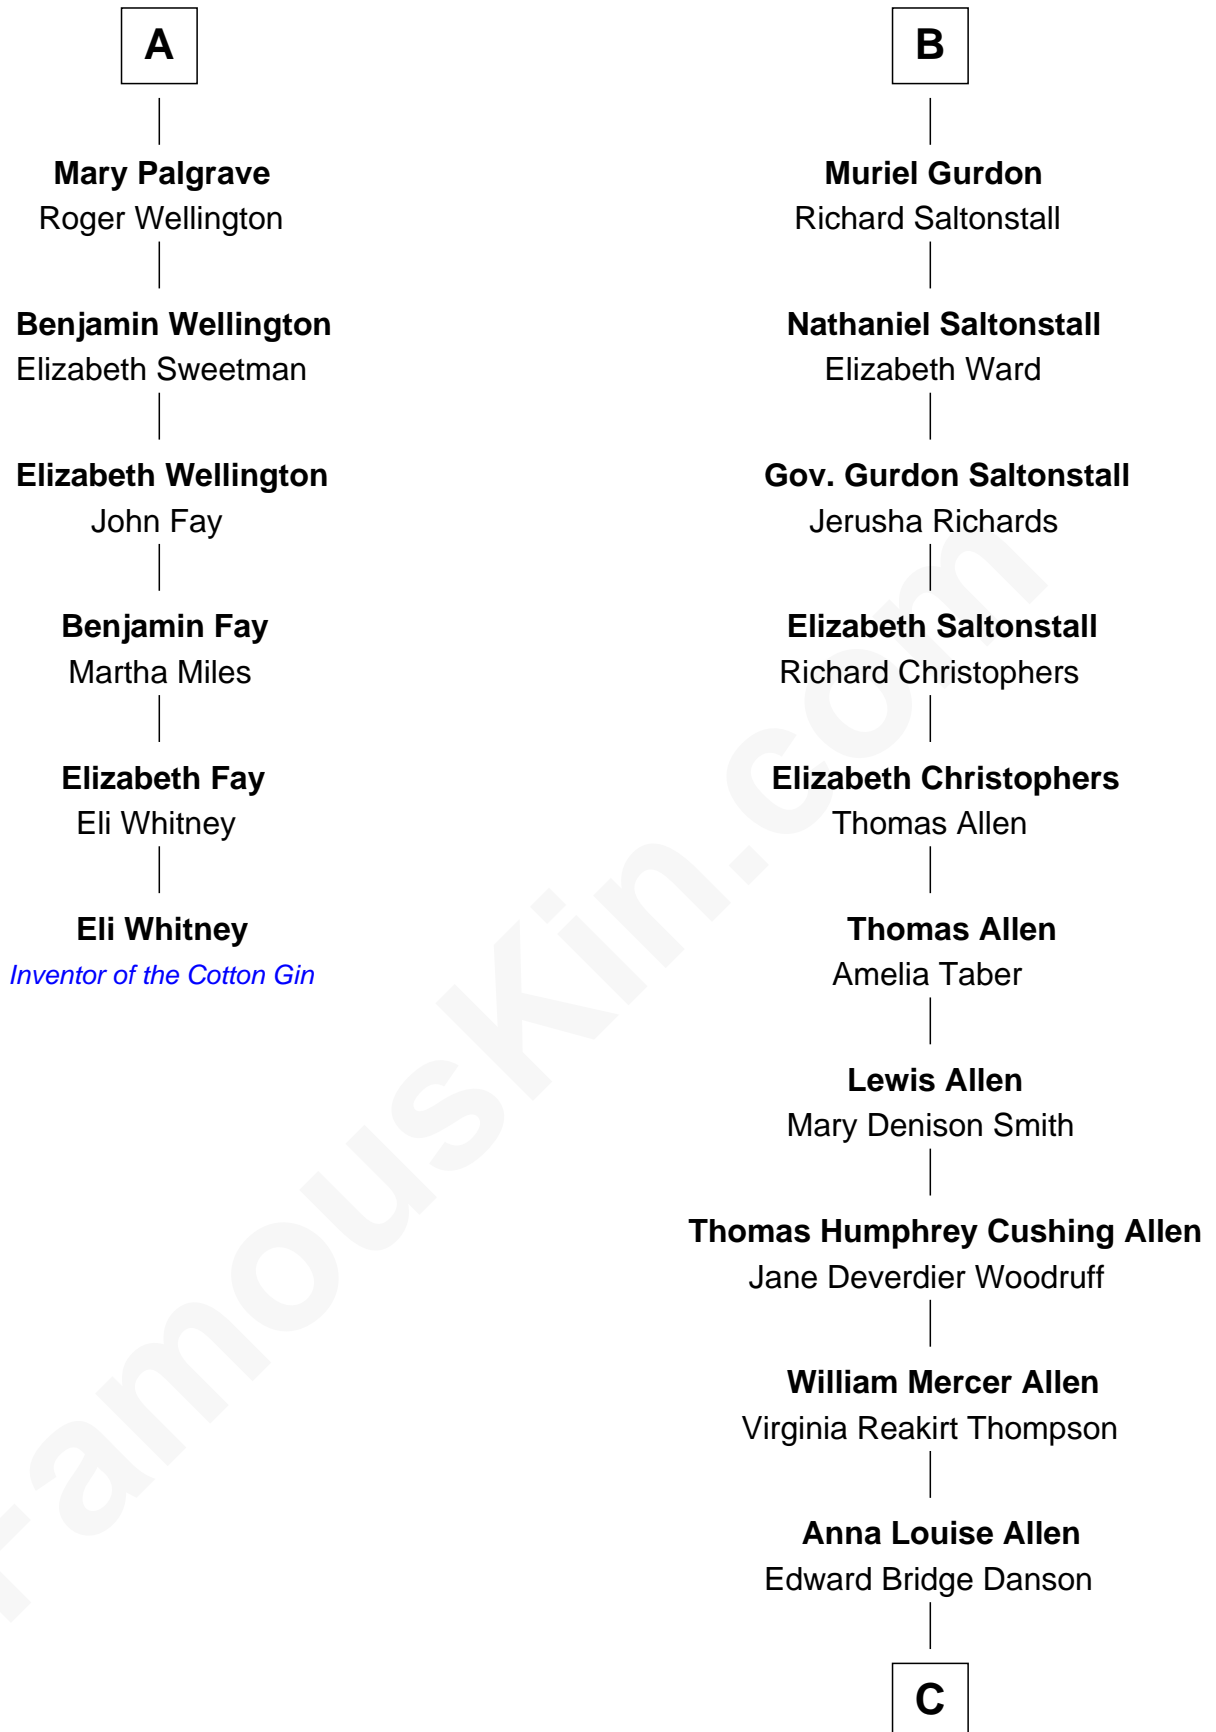 A
Mary Palgrave
Roger Wellington
Benjamin Wellington
Elizabeth Sweetman
Elizabeth Wellington
John Fay
Benjamin Fay
Martha Miles
Elizabeth Fay
Eli Whitney
Eli Whitney
Inventor of the Cotton Gin
B
Muriel Gurdon
Richard Saltonstall
Nathaniel Saltonstall
Elizabeth Ward
Gov. Gurdon Saltonstall
Jerusha Richards
Elizabeth Saltonstall
Richard Christophers
Elizabeth Christophers
Thomas Allen
Thomas Allen
Amelia Taber
Lewis Allen
Mary Denison Smith
Thomas Humphrey Cushing Allen
Jane Deverdier Woodruff
William Mercer Allen
Virginia Reakirt Thompson
Anna Louise Allen
Edward Bridge Danson
C
FamousKin.com